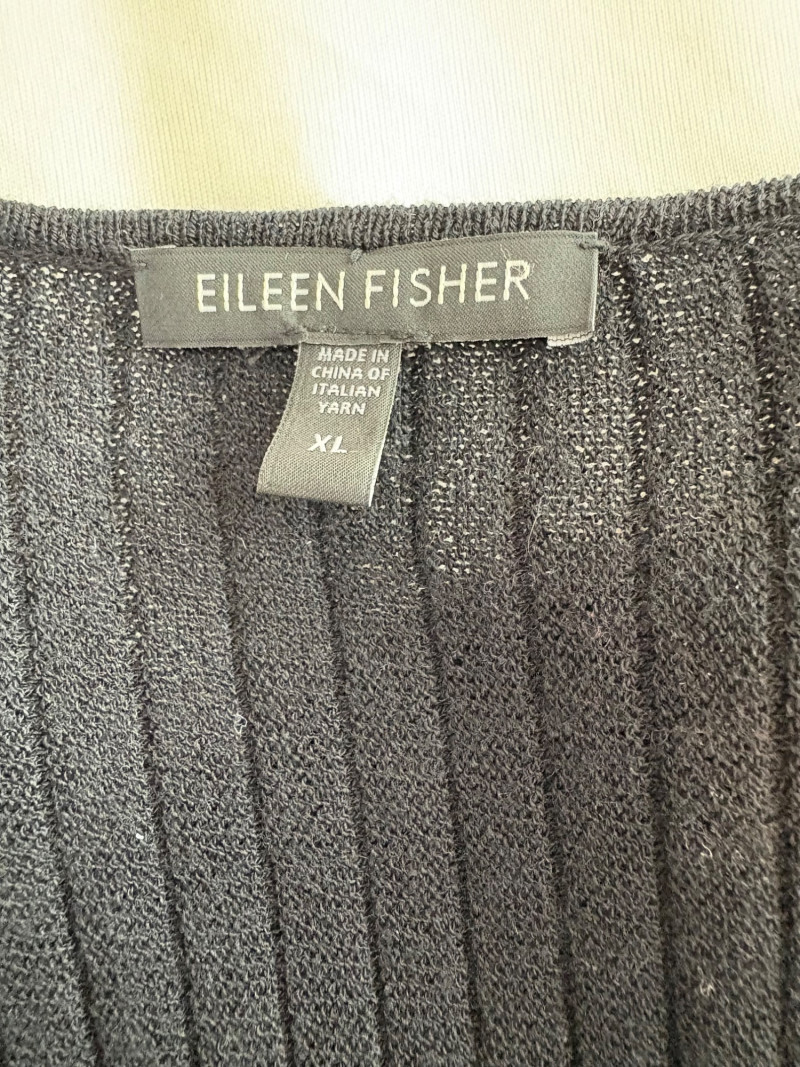 EILEEN FISHER
MADE IN
CHINA OF
ITALIAN
YARN
XL